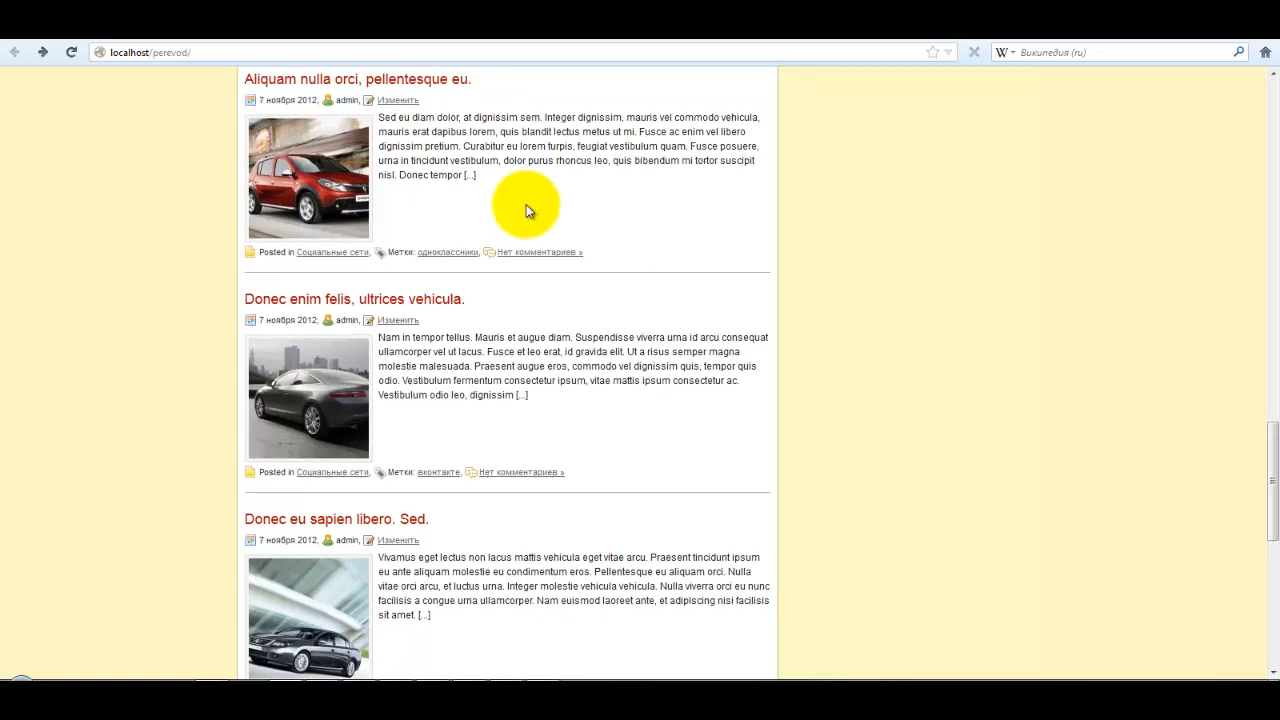 localhost/perevod/
W Википедия (ru)
Aliquam nulla orci, pellentesque eu.
7 ноября 2012, admin, Изменить
Sed eu diam dolor, at dignissim sem. Integer dignissim, mauris vel commodo vehicula,
mauris erat dapibus lorem, quis blandit lectus metus ut mi. Fusce ac enim vel libero
dignissim pretium. Curabitur eu lorem turpis, feugiat vestibulum quam. Fusce posuere,
urna in tincidunt vestibulum, dolor purus rhoncus leo, quis bibendum mi tortor suscipit
nisl. Donec tempor [...]
Posted in Социальные сети, Метки: одноклассники, Нет комментариев »
Donec enim felis, ultrices vehicula.
7 ноября 2012, admin, Изменить
Nam in tempor tellus. Mauris et augue diam. Suspendisse viverra urna id arcu consequat
ullamcorper vel ut lacus. Fusce et leo erat, id gravida elit. Ut a risus semper magna
molestie malesuada. Praesent augue eros, commodo vel dignissim quis, tempor quis
odio. Vestibulum fermentum consectetur ipsum, vitae mattis ipsum consectetur ac.
Vestibulum odio leo, dignissim [...]
Posted in Социальные сети, Метки: вконтакте, Нет комментариев »
Donec eu sapien libero. Sed.
7 ноября 2012, admin, Изменить
Vivamus eget lectus non lacus mattis vehicula eget vitae arcu. Praesent tincidunt ipsum
eu ante aliquam molestie eu condimentum eros. Pellentesque eu aliquam orci. Nulla
vitae orci arcu, et luctus urna. Integer molestie vehicula vehicula. Nulla viverra orci eu nunc
facilisis a congue urna ullamcorper. Nam euismod laoreet ante, et adipiscing nisi facilisis
sit amet. [...]